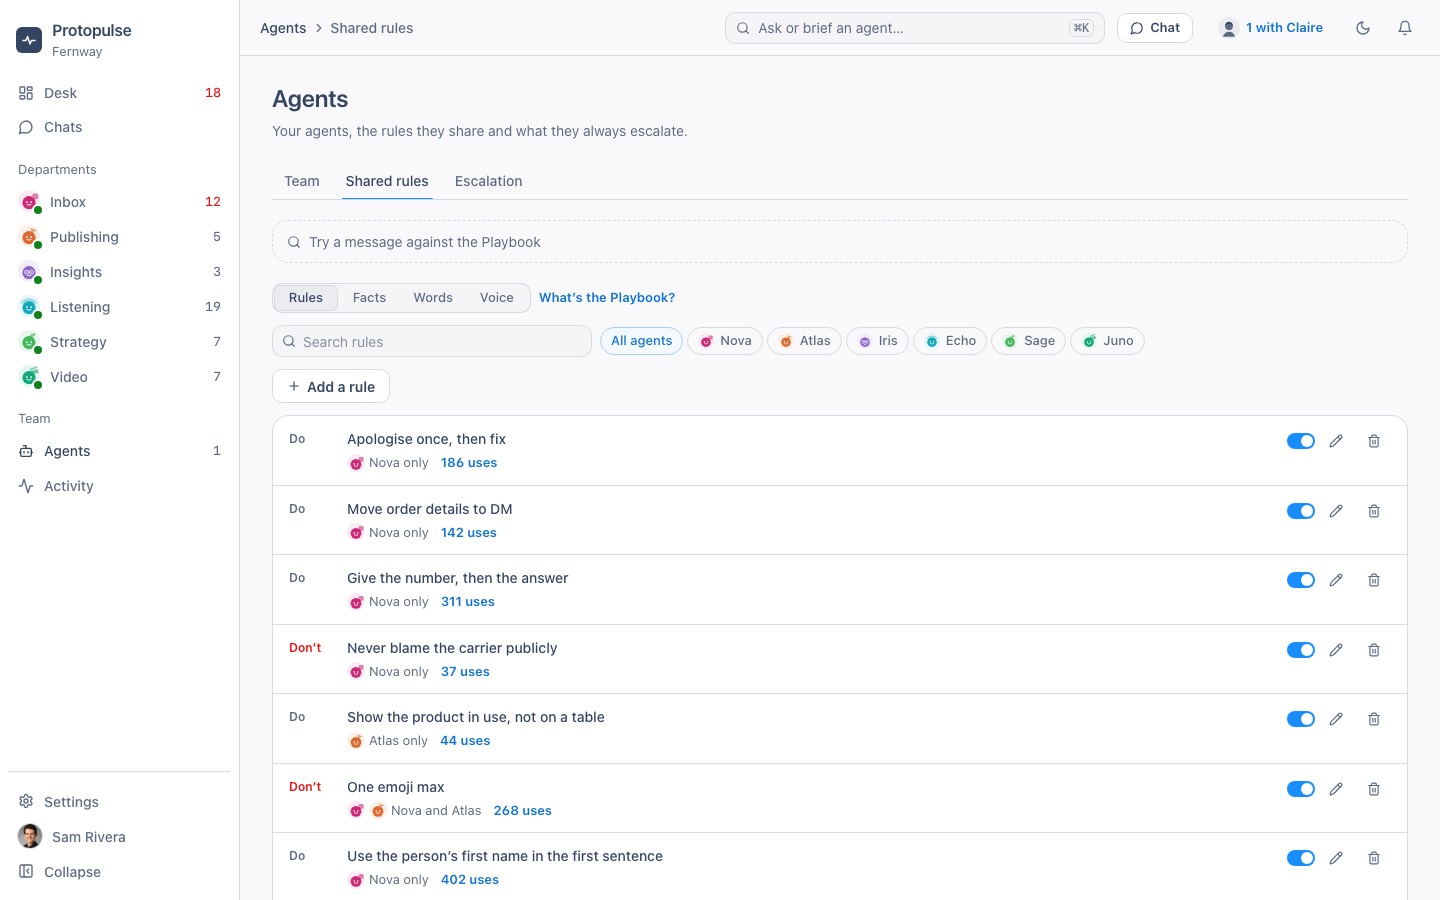 Protopulse
Fernway
Desk 18
Chats
Departments
Inbox 12
Publishing 5
Insights 3
Listening 19
Strategy 7
Video 7
Team
Agents 1
Activity
Settings
Sam Rivera
Collapse
Agents Shared rules
Ask or brief an agent… ⌘K
Chat
1 with Claire
Agents
Your agents, the rules they share and what they always escalate.
Team Shared rules Escalation
Try a message against the Playbook
Rules Facts Words Voice What's the Playbook?
Search rules All agents Nova Atlas Iris Echo Sage Juno
Add a rule
Do Apologise once, then fix
Nova only 186 uses
Do Move order details to DM
Nova only 142 uses
Do Give the number, then the answer
Nova only 311 uses
Don't Never blame the carrier publicly
Nova only 37 uses
Do Show the product in use, not on a table
Atlas only 44 uses
Don't One emoji max
Nova and Atlas 268 uses
Do Use the person's first name in the first sentence
Nova only 402 uses